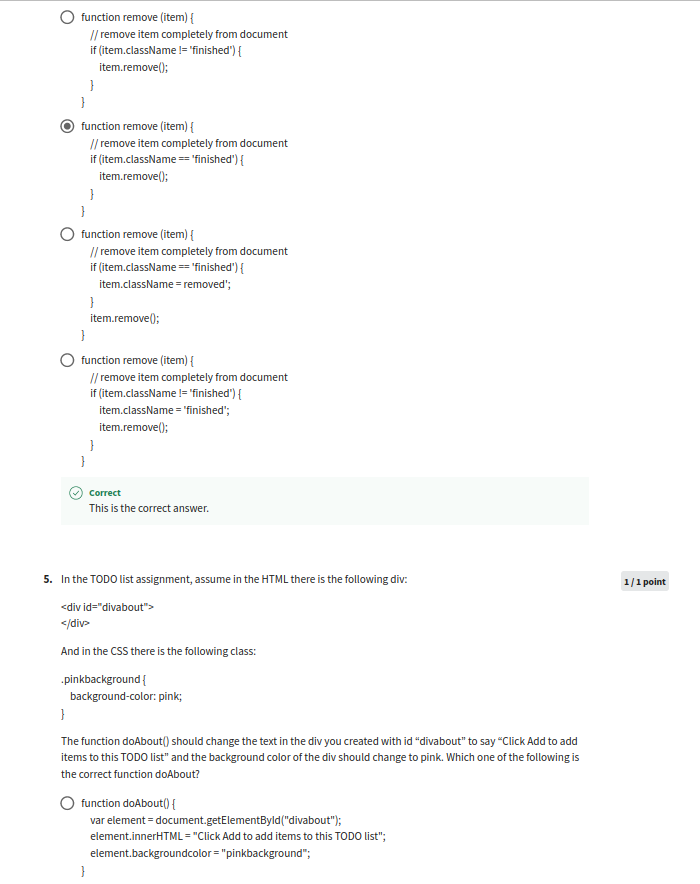 function remove (item) {
// remove item completely from document
if (item.className != 'finished') {
item.remove();
}
}
function remove (item) {
// remove item completely from document
if (item.className == 'finished') {
item.remove();
}
}
function remove (item) {
// remove item completely from document
if (item.className == 'finished') {
item.className = removed';
}
item.remove();
}
function remove (item) {
// remove item completely from document
if (item.className != 'finished') {
item.className = 'finished';
item.remove();
}
}
Correct
This is the correct answer.
5. In the TODO list assignment, assume in the HTML there is the following div:
1 / 1 point
<div id="divabout">
</div>
And in the CSS there is the following class:
.pinkbackground {
background-color: pink;
}
The function doAbout() should change the text in the div you created with id “divabout” to say “Click Add to add
items to this TODO list” and the background color of the div should change to pink. Which one of the following is
the correct function doAbout?
function doAbout() {
var element = document.getElementById("divabout");
element.innerHTML = "Click Add to add items to this TODO list";
element.backgroundcolor = "pinkbackground";
}